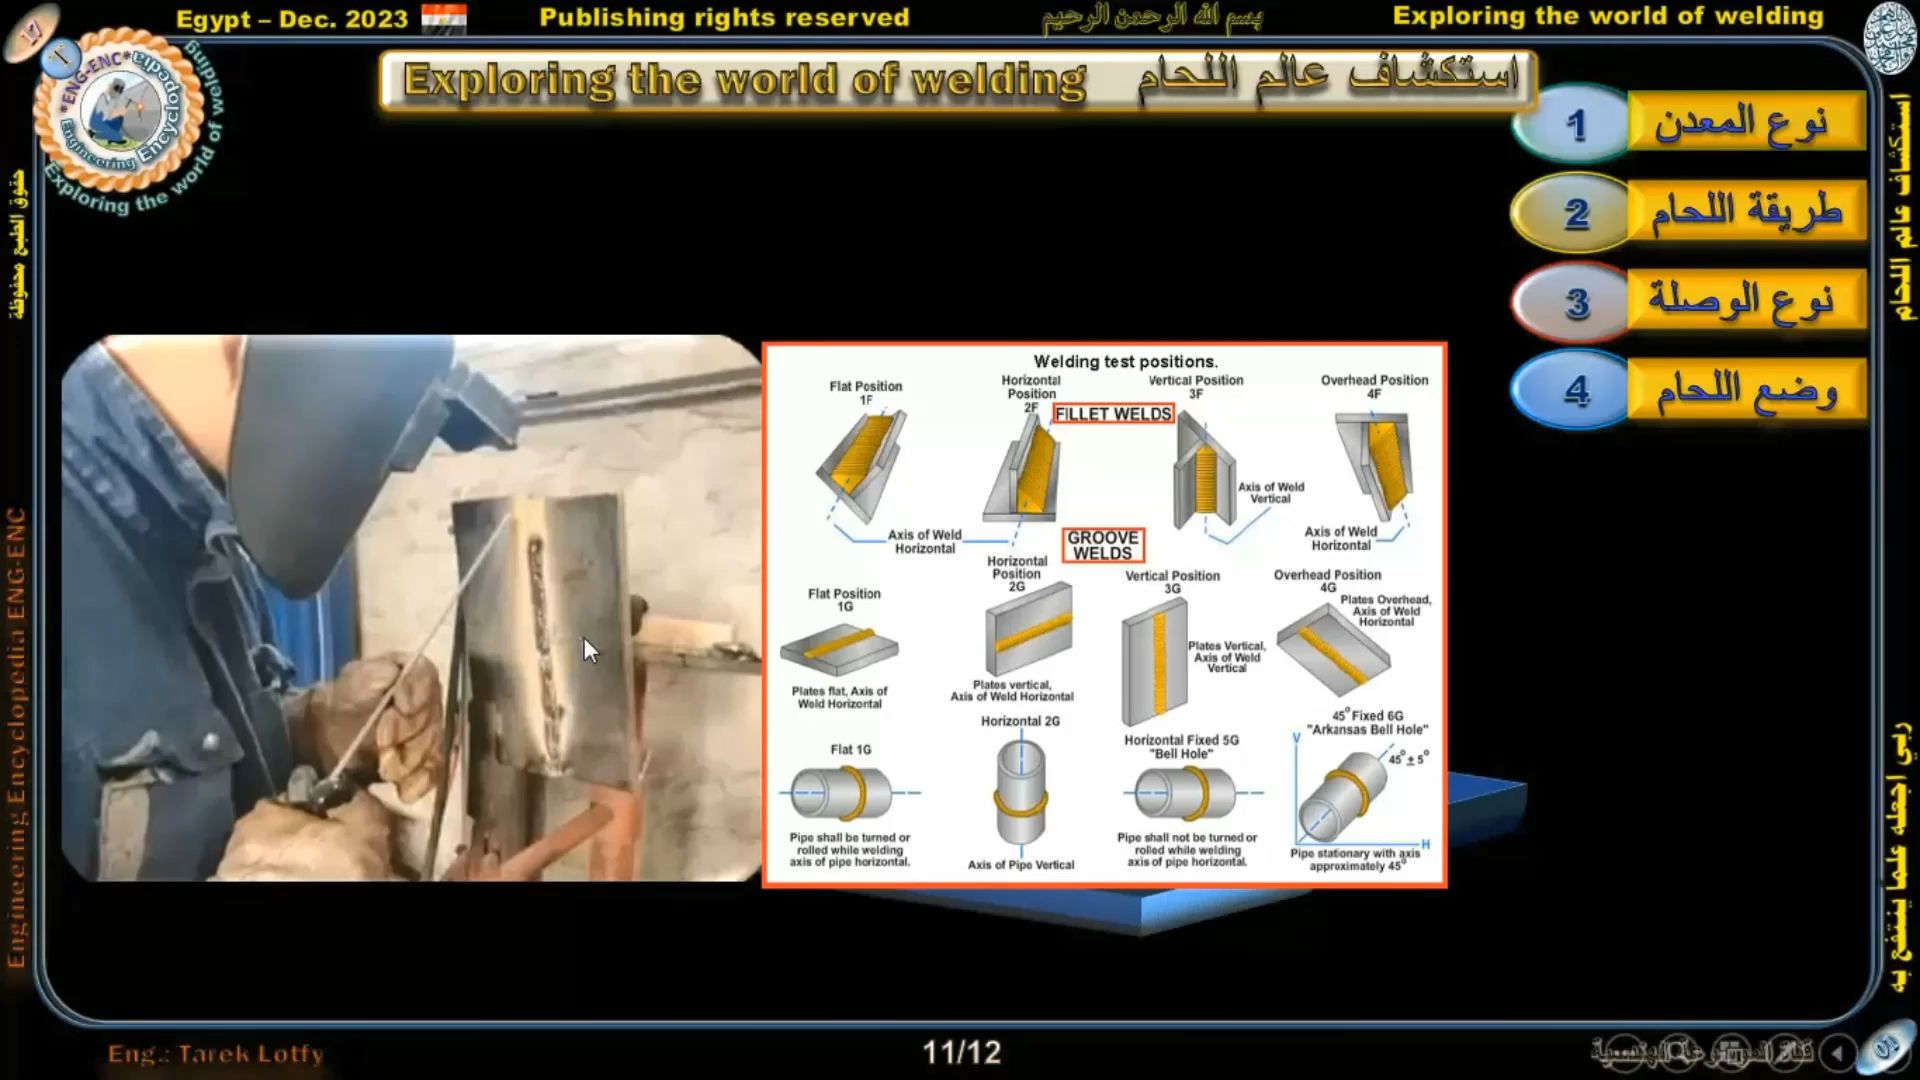 Egypt – Dec. 2023
Publishing rights reserved
بسم الله الرحمن الرحيم
Exploring the world of welding
17
Exploring the world of welding استكشاف عالم اللحام
*ENG-ENC*
Engineering Encyclopedia
Exploring the world of welding
حقوق الطبع محفوظة
Engineering Encyclopedia ENG-ENC
استكشاف عالم اللحام
ربي اجعله علما ينتفع به
1 نوع المعدن
2 طريقة اللحام
3 نوع الوصلة
4 وضع اللحام
Welding test positions.
Flat Position
1F
Horizontal
Position
2F
Vertical Position
3F
Overhead Position
4F
FILLET WELDS
Axis of Weld
Horizontal
Axis of Weld
Vertical
Axis of Weld
Horizontal
GROOVE
WELDS
Flat Position
1G
Horizontal
Position
2G
Vertical Position
3G
Overhead Position
4G
Plates flat, Axis of
Weld Horizontal
Plates vertical,
Axis of Weld Horizontal
Plates Vertical,
Axis of Weld
Vertical
Plates Overhead,
Axis of Weld
Horizontal
Flat 1G
Horizontal 2G
Horizontal Fixed 5G
"Bell Hole"
45° Fixed 6G
"Arkansas Bell Hole"
V
45° ± 5°
H
Pipe shall be turned or
rolled while welding
axis of pipe horizontal.
Axis of Pipe Vertical
Pipe shall not be turned or
rolled while welding
axis of pipe horizontal.
Pipe stationary with axis
approximately 45°
Eng.: Tarek Lotfy
11/12
قناة الموسوعة الهندسية
01